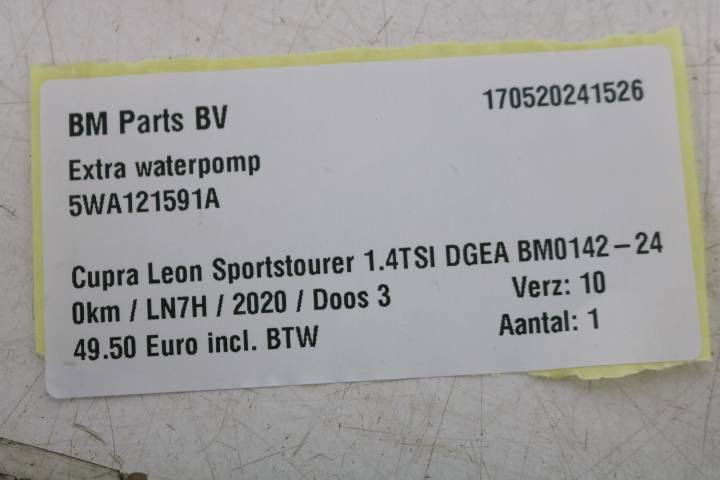 BM Parts BV 170520241526
Extra waterpomp
5WA121591A
Cupra Leon Sportstourer 1.4TSI DGEA BM0142-24
0km / LN7H / 2020 / Doos 3 Verz: 10
49.50 Euro incl. BTW Aantal: 1